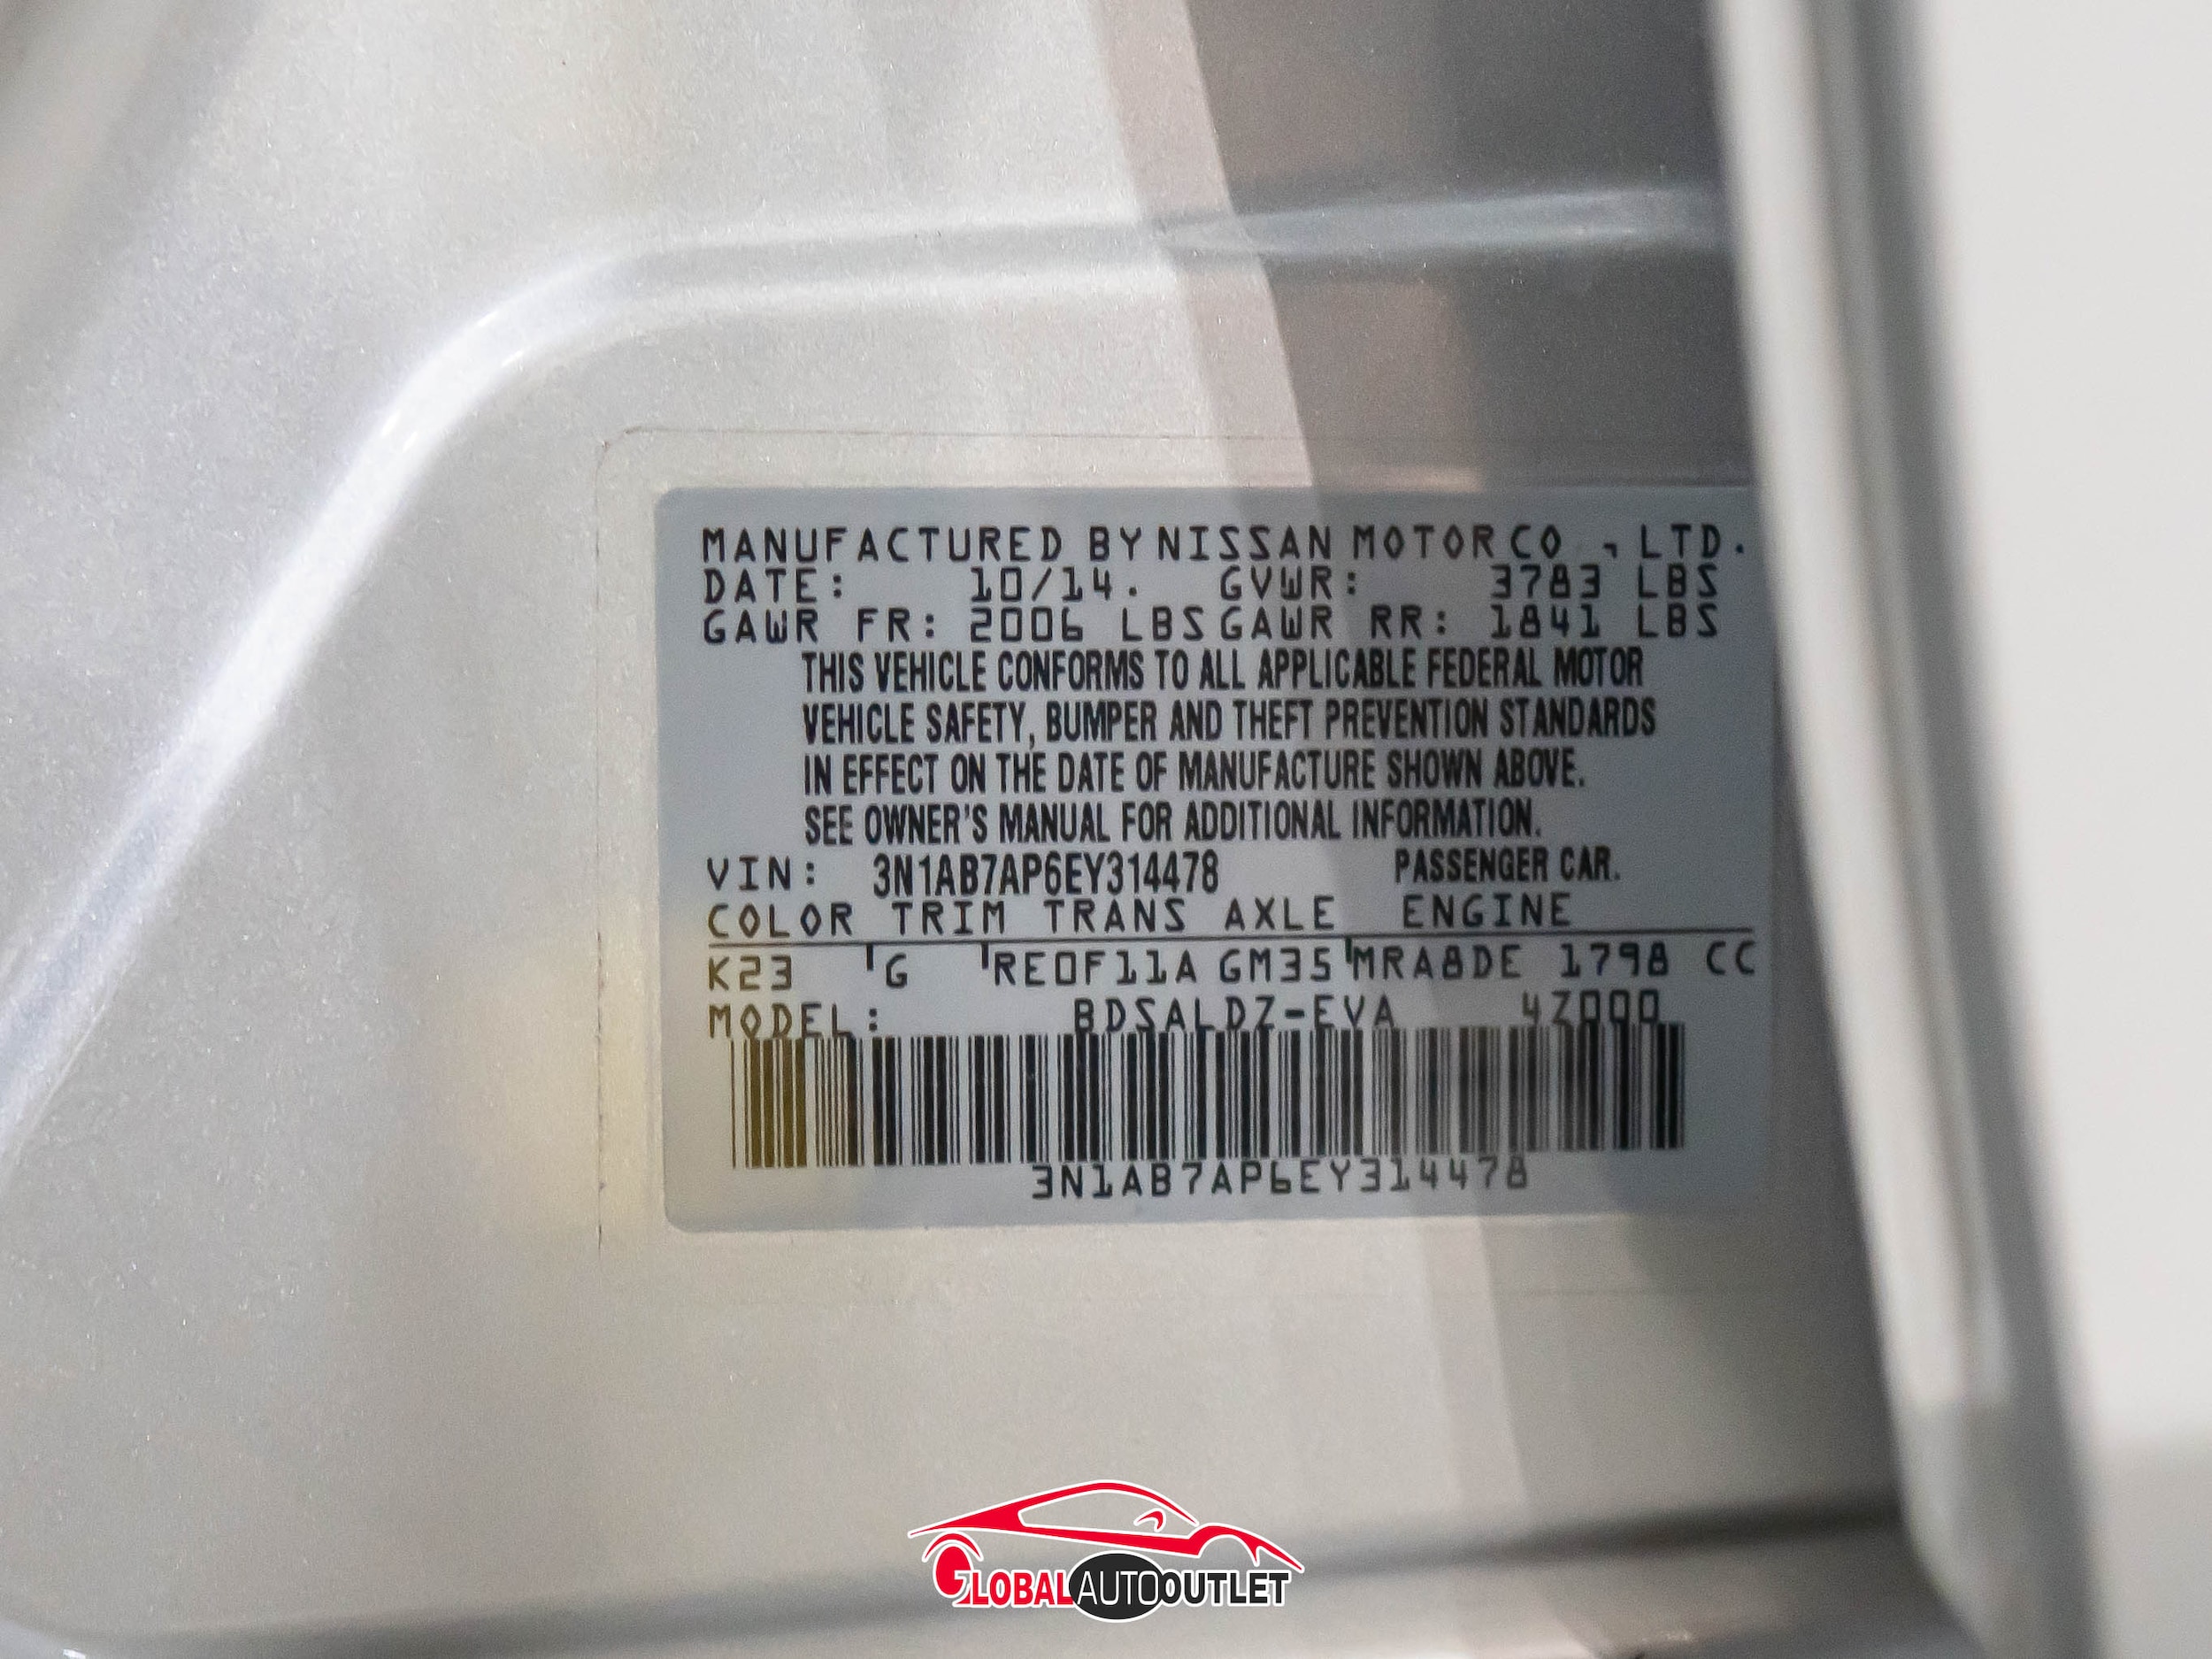 MANUFACTURED BY NISSAN MOTOR CO., LTD.
DATE: 10/14. GVWR: 3783 LBS
GAWR FR: 2006 LBS GAWR RR: 1841 LBS
THIS VEHICLE CONFORMS TO ALL APPLICABLE FEDERAL MOTOR
VEHICLE SAFETY, BUMPER AND THEFT PREVENTION STANDARDS
IN EFFECT ON THE DATE OF MANUFACTURE SHOWN ABOVE.
SEE OWNER'S MANUAL FOR ADDITIONAL INFORMATION.
VIN: 3N1AB7AP6EY314478 PASSENGER CAR.
COLOR TRIM TRANS AXLE ENGINE
K23 G RE0F11A GM35 MRA8DE 1798 CC
MODEL: BDSALDZ-EVA 4Z000
3N1AB7AP6EY314478
GLOBALAUTOOUTLET